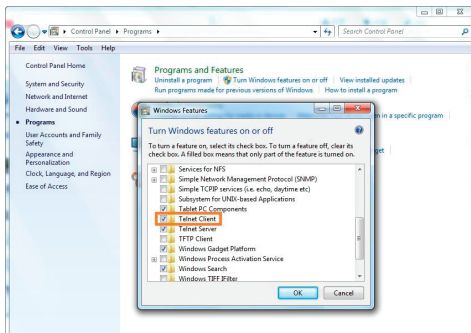 Control Panel ▸ Programs ▸
Search Control Panel
File Edit View Tools Help
Control Panel Home
System and Security
Network and Internet
Hardware and Sound
Programs
User Accounts and Family
Safety
Appearance and
Personalization
Clock, Language, and Region
Ease of Access
Programs and Features
Uninstall a program
Turn Windows features on or off
View installed updates
Run programs made for previous versions of Windows
How to install a program
in a specific program
Windows Features
Turn Windows features on or off
To turn a feature on, select its check box. To turn a feature off, clear its
check box. A filled box means that only part of the feature is turned on.
Services for NFS
Simple Network Management Protocol (SNMP)
Simple TCPIP services (i.e. echo, daytime etc)
Subsystem for UNIX-based Applications
Tablet PC Components
Telnet Client
Telnet Server
TFTP Client
Windows Gadget Platform
Windows Process Activation Service
Windows Search
Windows TIFF IFilter
OK
Cancel